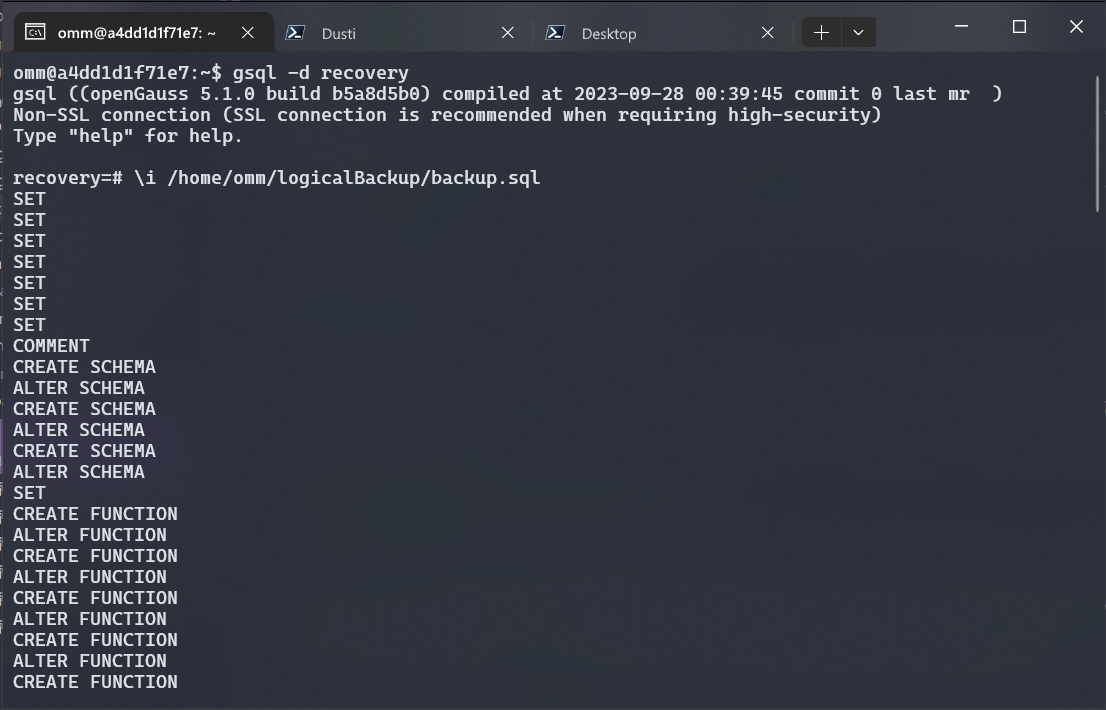 omm@a4dd1d1f71e7: ~
Dusti
Desktop
omm@a4dd1d1f71e7:~$ gsql -d recovery
gsql ((openGauss 5.1.0 build b5a8d5b0) compiled at 2023-09-28 00:39:45 commit 0 last mr  )
Non-SSL connection (SSL connection is recommended when requiring high-security)
Type "help" for help.
recovery=# \i /home/omm/logicalBackup/backup.sql
SET
SET
SET
SET
SET
SET
SET
COMMENT
CREATE SCHEMA
ALTER SCHEMA
CREATE SCHEMA
ALTER SCHEMA
CREATE SCHEMA
ALTER SCHEMA
SET
CREATE FUNCTION
ALTER FUNCTION
CREATE FUNCTION
ALTER FUNCTION
CREATE FUNCTION
ALTER FUNCTION
CREATE FUNCTION
ALTER FUNCTION
CREATE FUNCTION